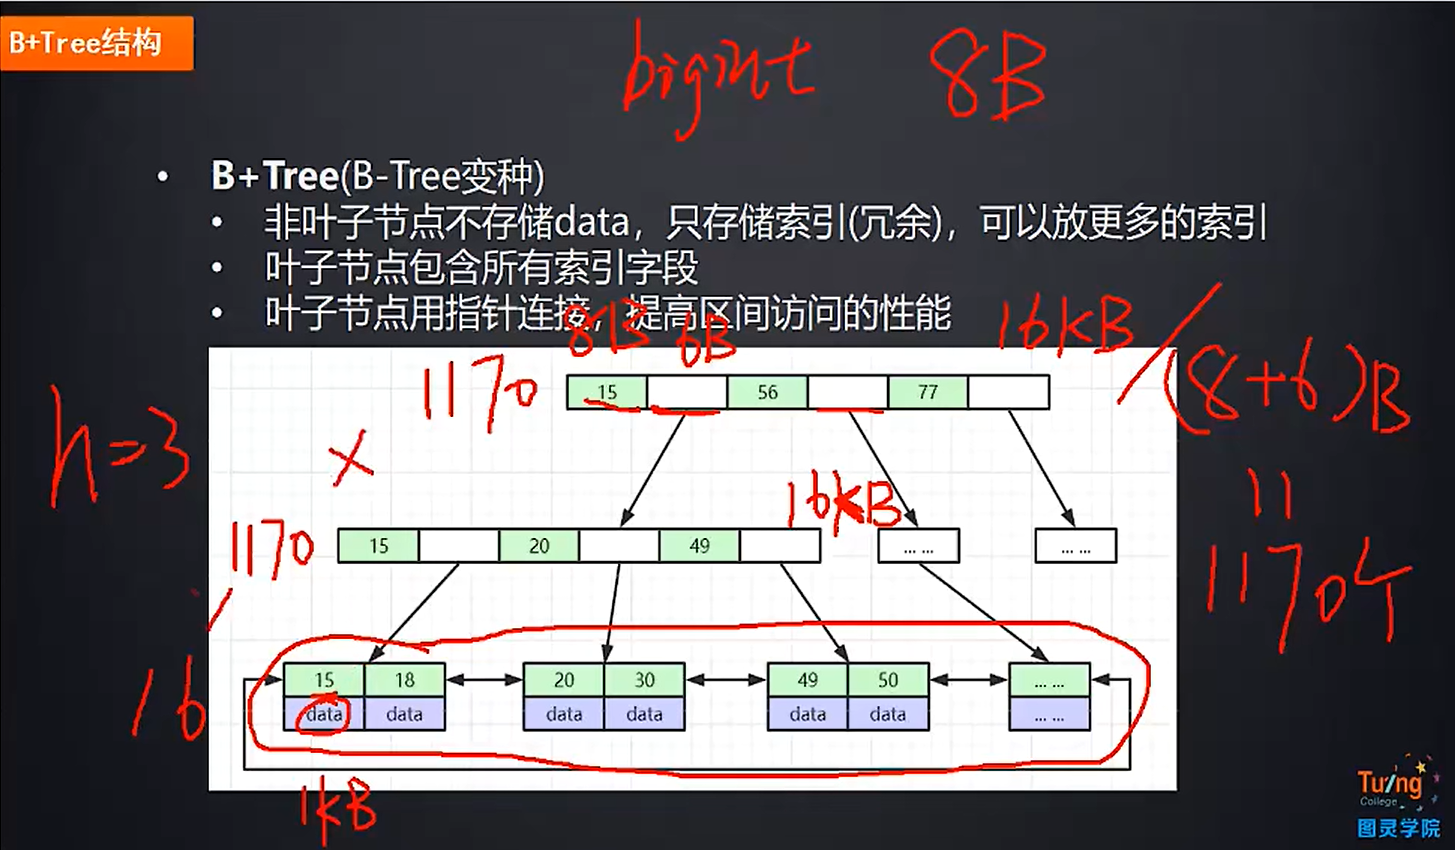 B+Tree结构
bigint 8B
• B+Tree(B-Tree变种)
• 非叶子节点不存储data，只存储索引(冗余)，可以放更多的索引
• 叶子节点包含所有索引字段
• 叶子节点用指针连接，提高区间访问的性能
8B 6B 16KB/(8+6)B
1170 15 56 77
h=3 ×
16KB 11
1170 15 20 49 ... ... ... ...
1170个
15 18 20 30 49 50 ... ...
16 data data data data data data ... ...
1KB
Tuling
College
图灵学院